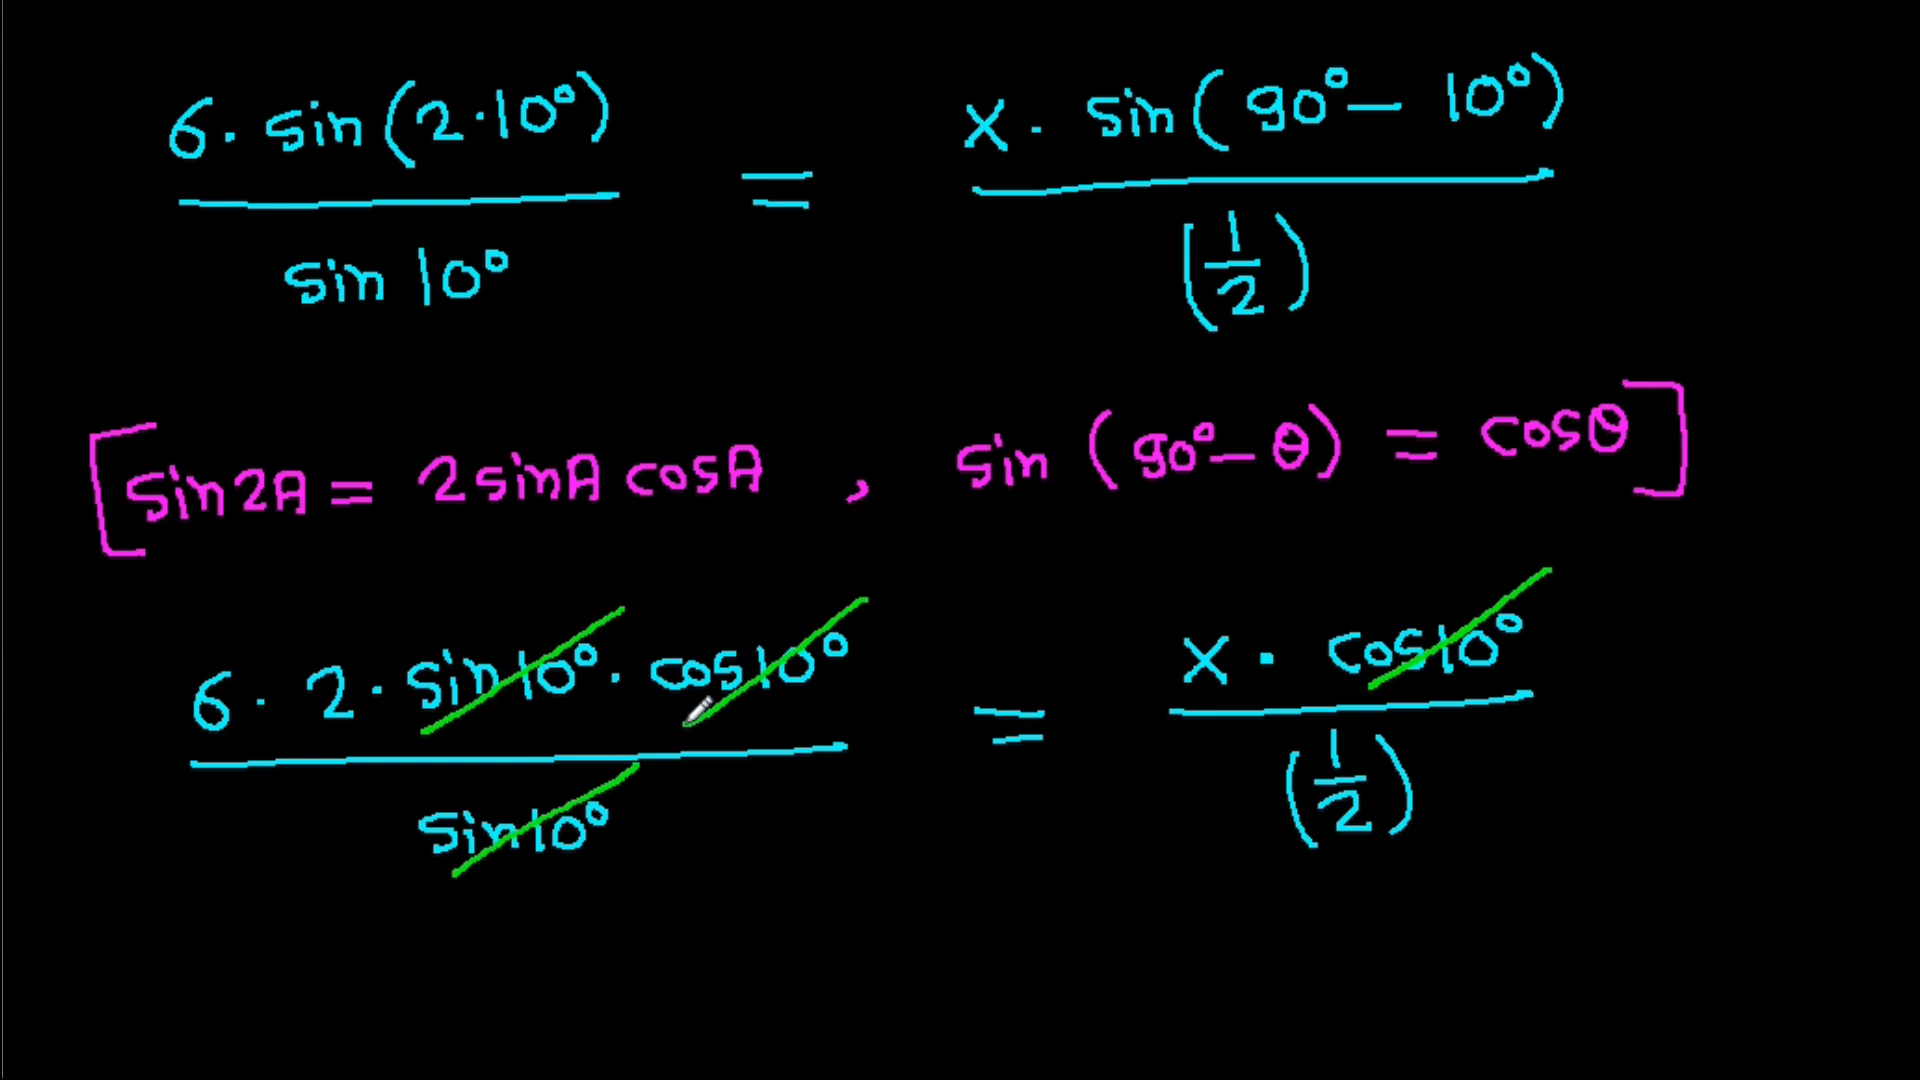 6 · sin(2·10°) / sin 10° = x · sin(90° − 10°) / (1/2)
[sin2A = 2sinA cosA , sin(90° − θ) = cosθ]
6 · 2 · sin10° · cos10° / sin10° = x · cos10° / (1/2)